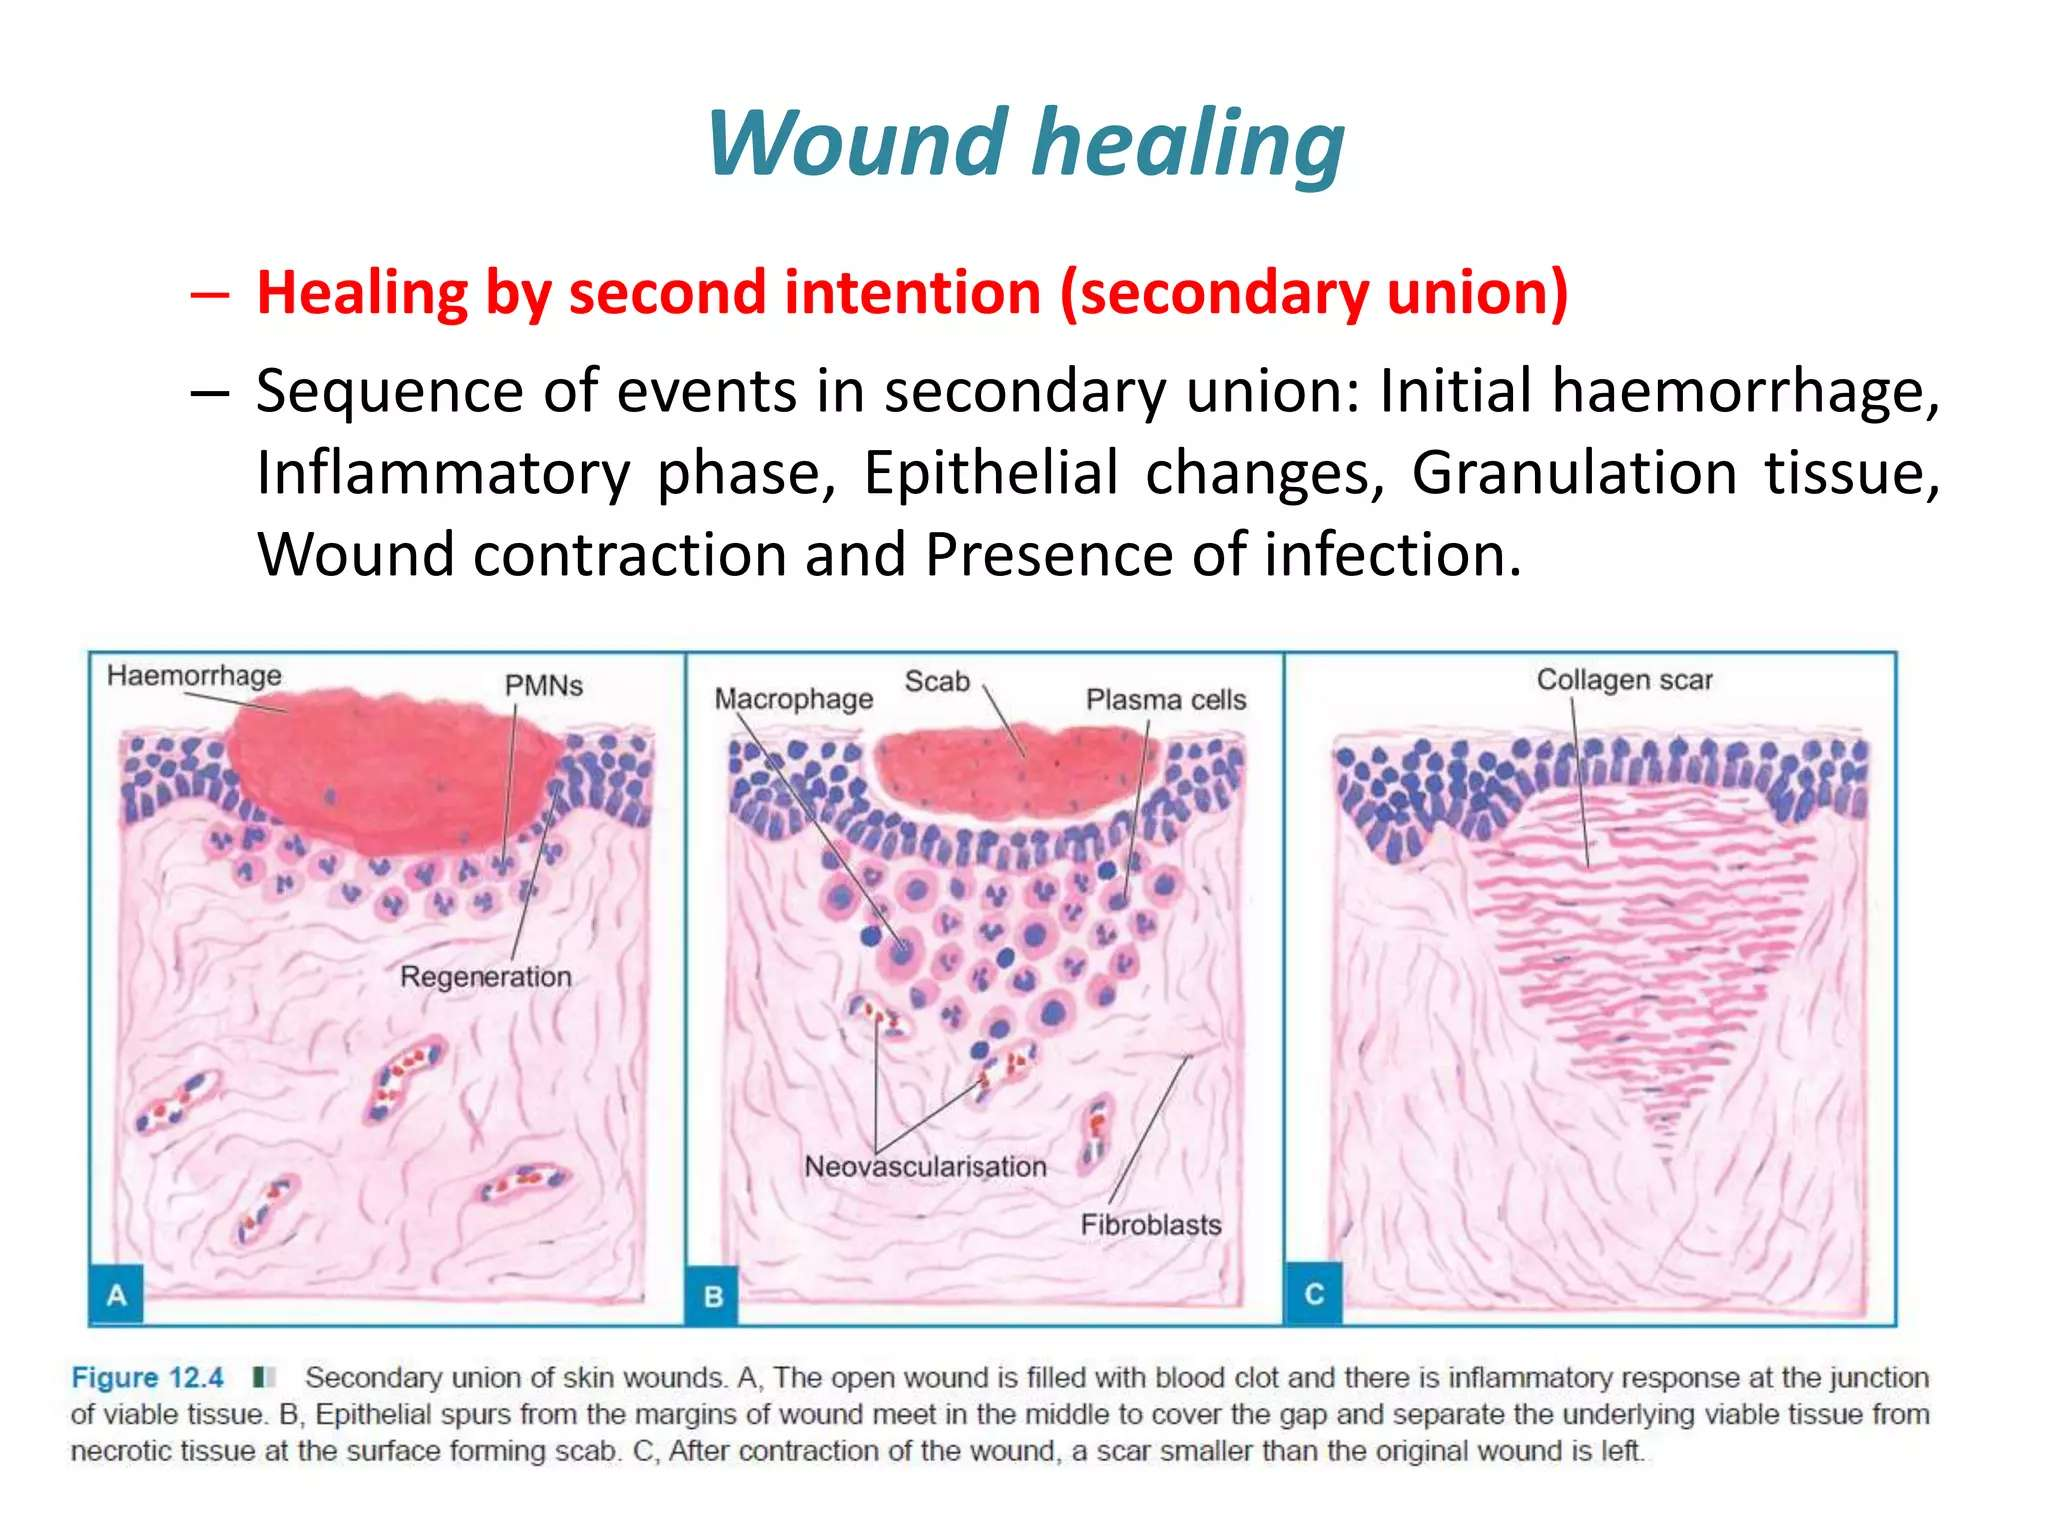 Wound healing
– Healing by second intention (secondary union)
– Sequence of events in secondary union: Initial haemorrhage,
Inflammatory phase, Epithelial changes, Granulation tissue,
Wound contraction and Presence of infection.
Haemorrhage
PMNs
Regeneration
A
Macrophage
Scab
Plasma cells
Neovascularisation
Fibroblasts
B
Collagen scar
C
Figure 12.4 Secondary union of skin wounds. A, The open wound is filled with blood clot and there is inflammatory response at the junction
of viable tissue. B, Epithelial spurs from the margins of wound meet in the middle to cover the gap and separate the underlying viable tissue from
necrotic tissue at the surface forming scab. C, After contraction of the wound, a scar smaller than the original wound is left.